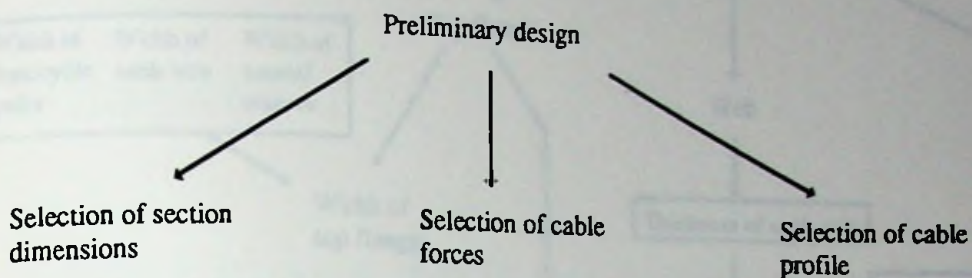 Preliminary design
Selection of section
dimensions
Selection of cable
forces
Selection of cable
profile